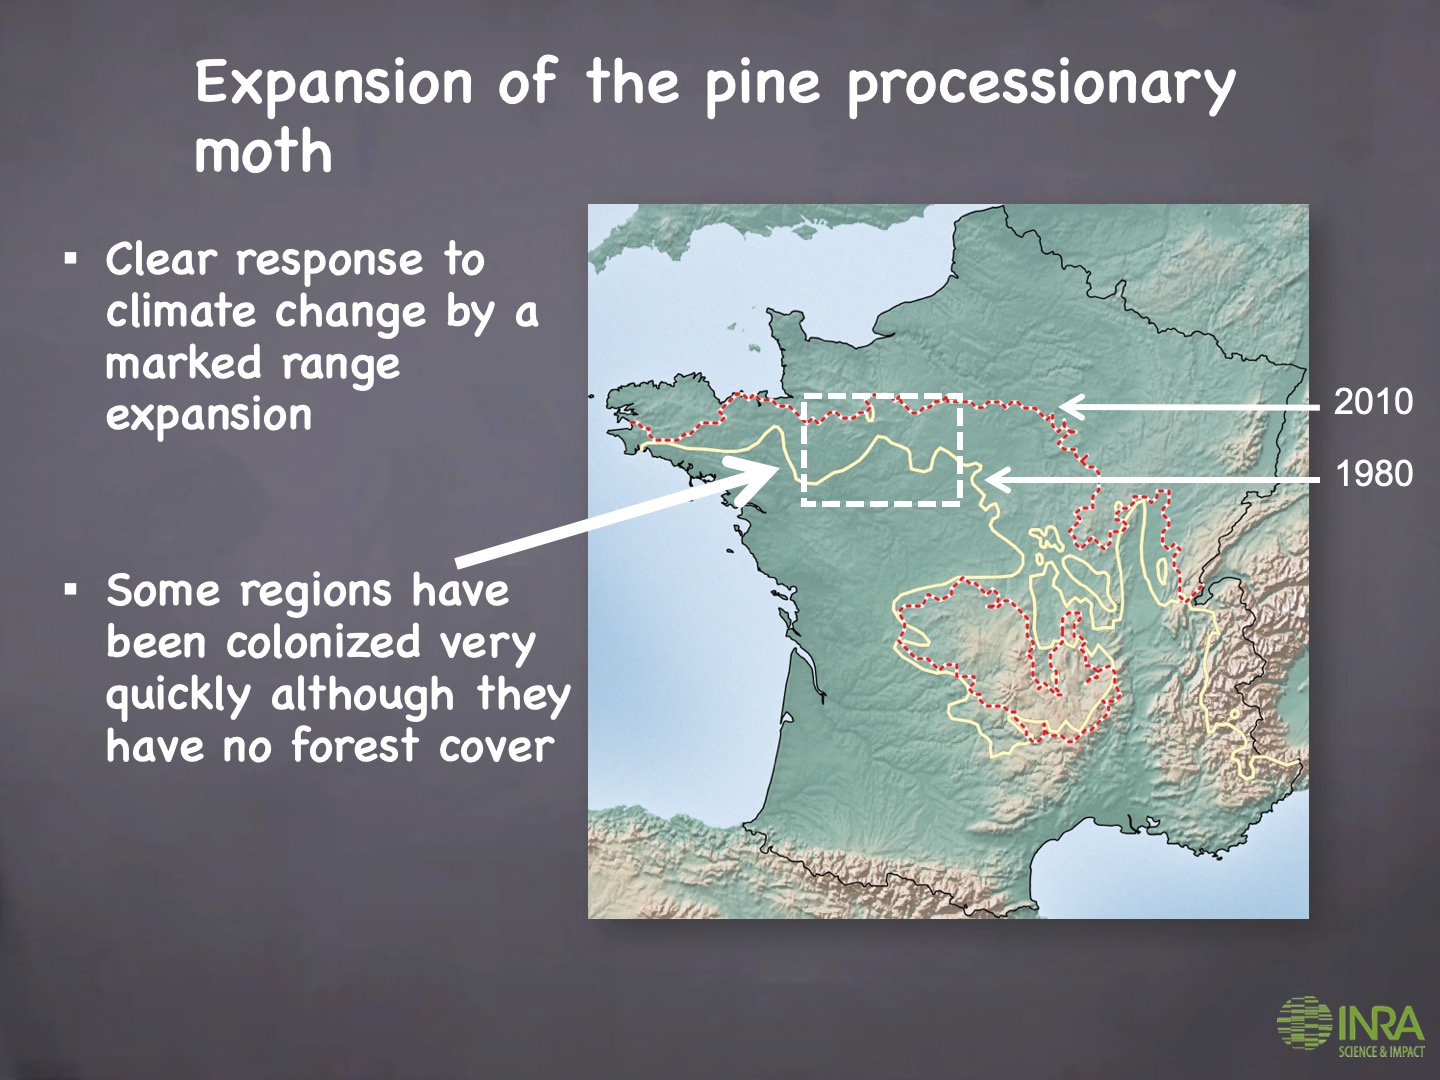 Expansion of the pine processionary
moth
▪ Clear response to
climate change by a
marked range
expansion
▪ Some regions have
been colonized very
quickly although they
have no forest cover
2010
1980
INRA
SCIENCE & IMPACT